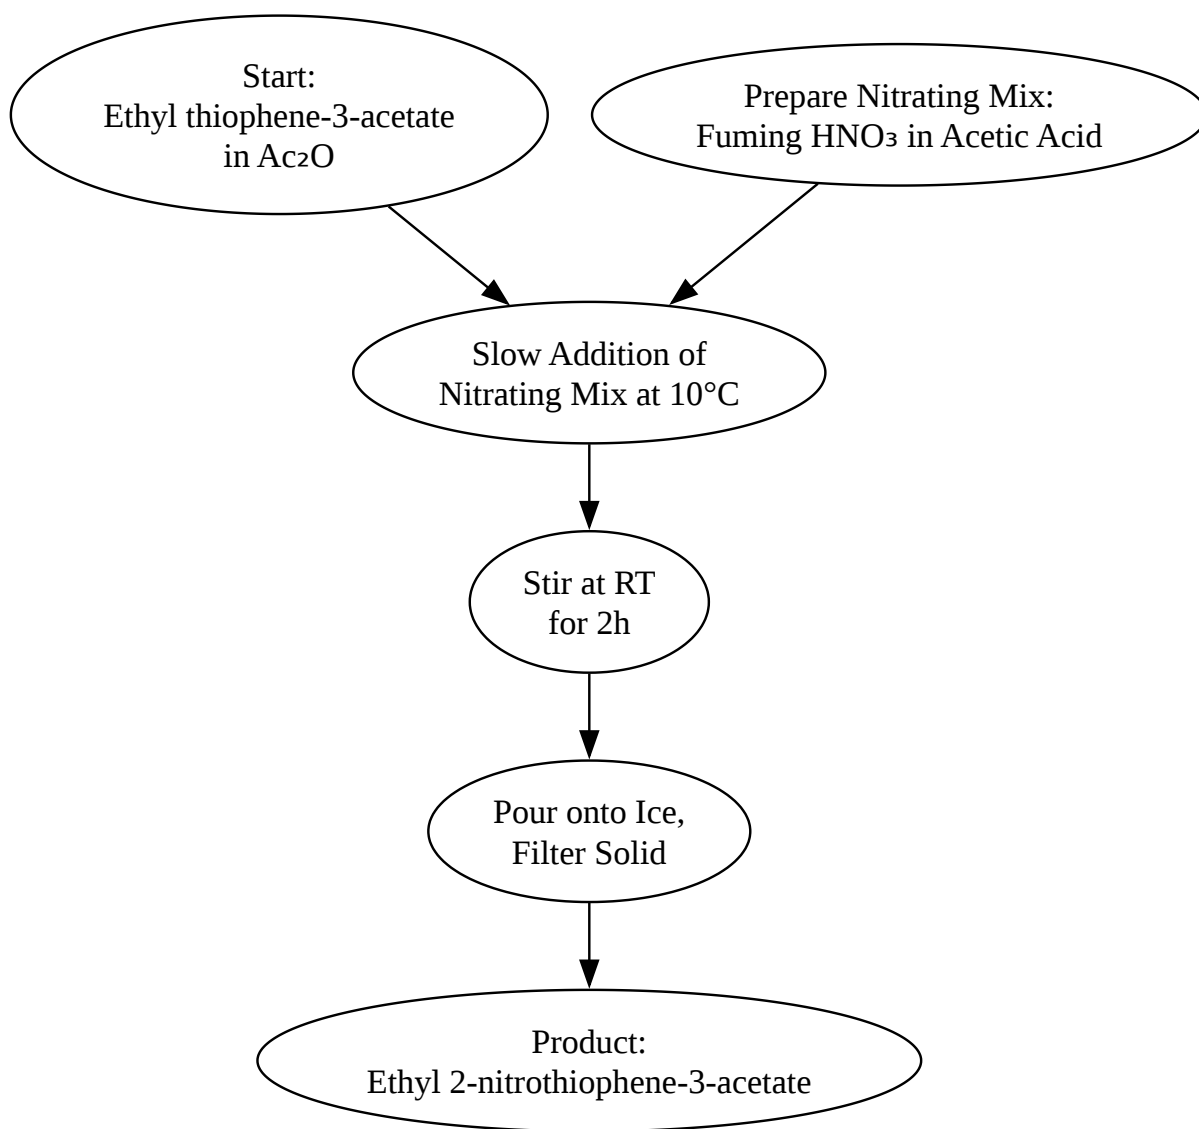 Start:
Ethyl thiophene-3-acetate
in Ac₂O
Prepare Nitrating Mix:
Fuming HNO₃ in Acetic Acid
Slow Addition of
Nitrating Mix at 10°C
Stir at RT
for 2h
Pour onto Ice,
Filter Solid
Product:
Ethyl 2-nitrothiophene-3-acetate